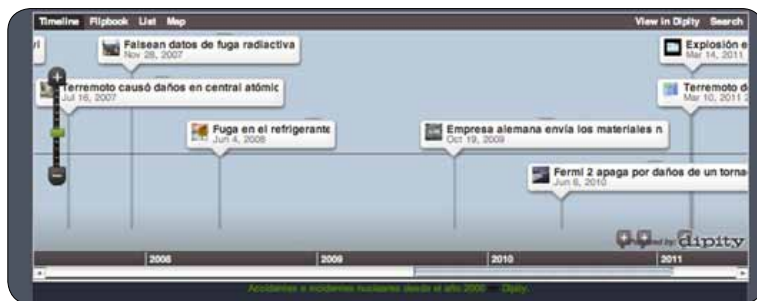 Timeline Flipbook List Map View in Dipity Search
Falsean datos de fuga radiactiva
Nov 28, 2007
Explosión e
Mar 14, 2011
Terremoto causó daños en central atómic
Jul 16, 2007
Terremoto d
Mar 10, 2011 2
Fuga en el refrigerante
Jun 4, 2008
Empresa alemana envía los materiales n
Oct 19, 2009
Fermi 2 apaga por daños de un torna
Jun 6, 2010
by dipity
2008 2009 2010 2011
Accidentes e incidentes nucleares desde el año 2000 Dipity.